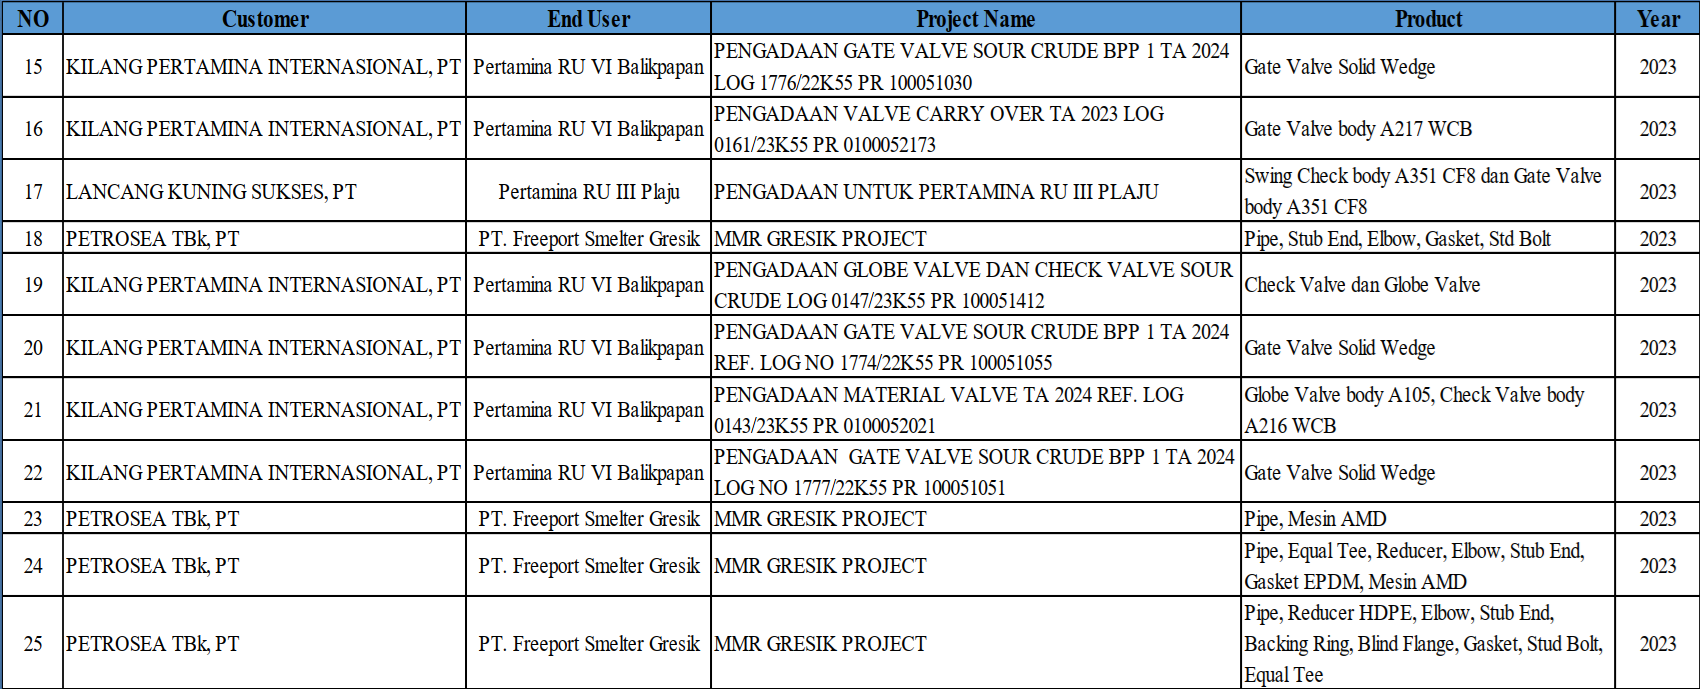 NO Customer End User Project Name Product Year
15 KILANG PERTAMINA INTERNASIONAL, PT Pertamina RU VI Balikpapan PENGADAAN GATE VALVE SOUR CRUDE BPP 1 TA 2024 Gate Valve Solid Wedge 2023
LOG 1776/22K55 PR 100051030
16 KILANG PERTAMINA INTERNASIONAL, PT Pertamina RU VI Balikpapan PENGADAAN VALVE CARRY OVER TA 2023 LOG Gate Valve body A217 WCB 2023
0161/23K55 PR 0100052173
17 LANCANG KUNING SUKSES, PT Pertamina RU III Plaju PENGADAAN UNTUK PERTAMINA RU III PLAJU Swing Check body A351 CF8 dan Gate Valve 2023
body A351 CF8
18 PETROSEA TBk, PT PT. Freeport Smelter Gresik MMR GRESIK PROJECT Pipe, Stub End, Elbow, Gasket, Std Bolt 2023
19 KILANG PERTAMINA INTERNASIONAL, PT Pertamina RU VI Balikpapan PENGADAAN GLOBE VALVE DAN CHECK VALVE SOUR Check Valve dan Globe Valve 2023
CRUDE LOG 0147/23K55 PR 100051412
20 KILANG PERTAMINA INTERNASIONAL, PT Pertamina RU VI Balikpapan PENGADAAN GATE VALVE SOUR CRUDE BPP 1 TA 2024 Gate Valve Solid Wedge 2023
REF. LOG NO 1774/22K55 PR 100051055
21 KILANG PERTAMINA INTERNASIONAL, PT Pertamina RU VI Balikpapan PENGADAAN MATERIAL VALVE TA 2024 REF. LOG Globe Valve body A105, Check Valve body 2023
0143/23K55 PR 0100052021 A216 WCB
22 KILANG PERTAMINA INTERNASIONAL, PT Pertamina RU VI Balikpapan PENGADAAN  GATE VALVE SOUR CRUDE BPP 1 TA 2024 Gate Valve Solid Wedge 2023
LOG NO 1777/22K55 PR 100051051
23 PETROSEA TBk, PT PT. Freeport Smelter Gresik MMR GRESIK PROJECT Pipe, Mesin AMD 2023
24 PETROSEA TBk, PT PT. Freeport Smelter Gresik MMR GRESIK PROJECT Pipe, Equal Tee, Reducer, Elbow, Stub End, 2023
Gasket EPDM, Mesin AMD
25 PETROSEA TBk, PT PT. Freeport Smelter Gresik MMR GRESIK PROJECT Pipe, Reducer HDPE, Elbow, Stub End, 2023
Backing Ring, Blind Flange, Gasket, Stud Bolt,
Equal Tee